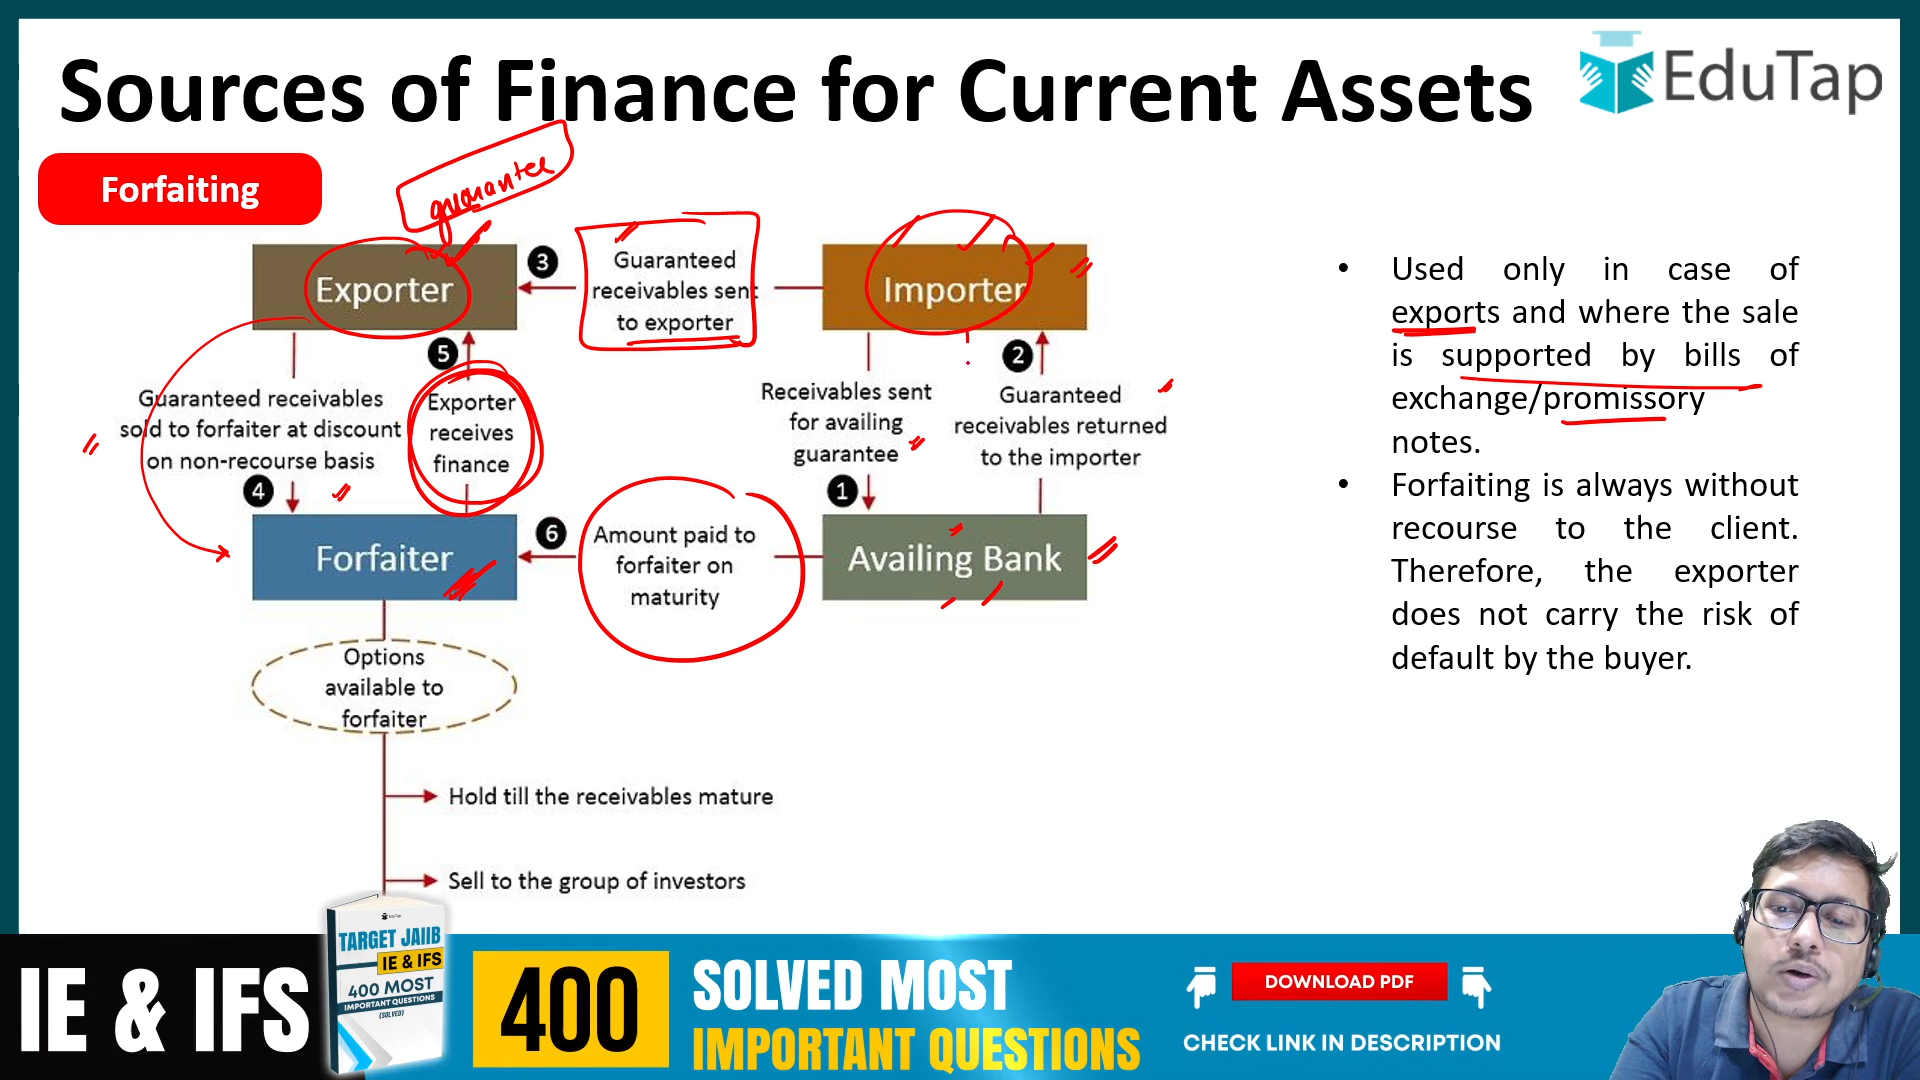 Sources of Finance for Current Assets
EduTap
Forfaiting
guarantee
Exporter
3
Guaranteed
receivables sent
to exporter
Importer
5
2
Guaranteed receivables
sold to forfaiter at discount
on non-recourse basis
4
Exporter
receives
finance
Receivables sent
for availing
guarantee
1
Guaranteed
receivables returned
to the importer
Forfaiter
6
Amount paid to
forfaiter on
maturity
Availing Bank
Options
available to
forfaiter
Hold till the receivables mature
Sell to the group of investors
• Used only in case of
exports and where the sale
is supported by bills of
exchange/promissory
notes.
• Forfaiting is always without
recourse to the client.
Therefore, the exporter
does not carry the risk of
default by the buyer.
IE & IFS
EduTap
TARGET JAIIB
IE & IFS
400 MOST
IMPORTANT QUESTIONS
(SOLVED)
400
SOLVED MOST
IMPORTANT QUESTIONS
DOWNLOAD PDF
CHECK LINK IN DESCRIPTION